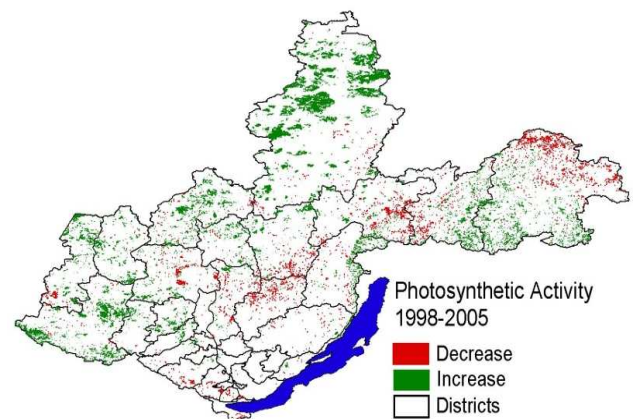 Photosynthetic Activity
1998-2005
Decrease
Increase
Districts